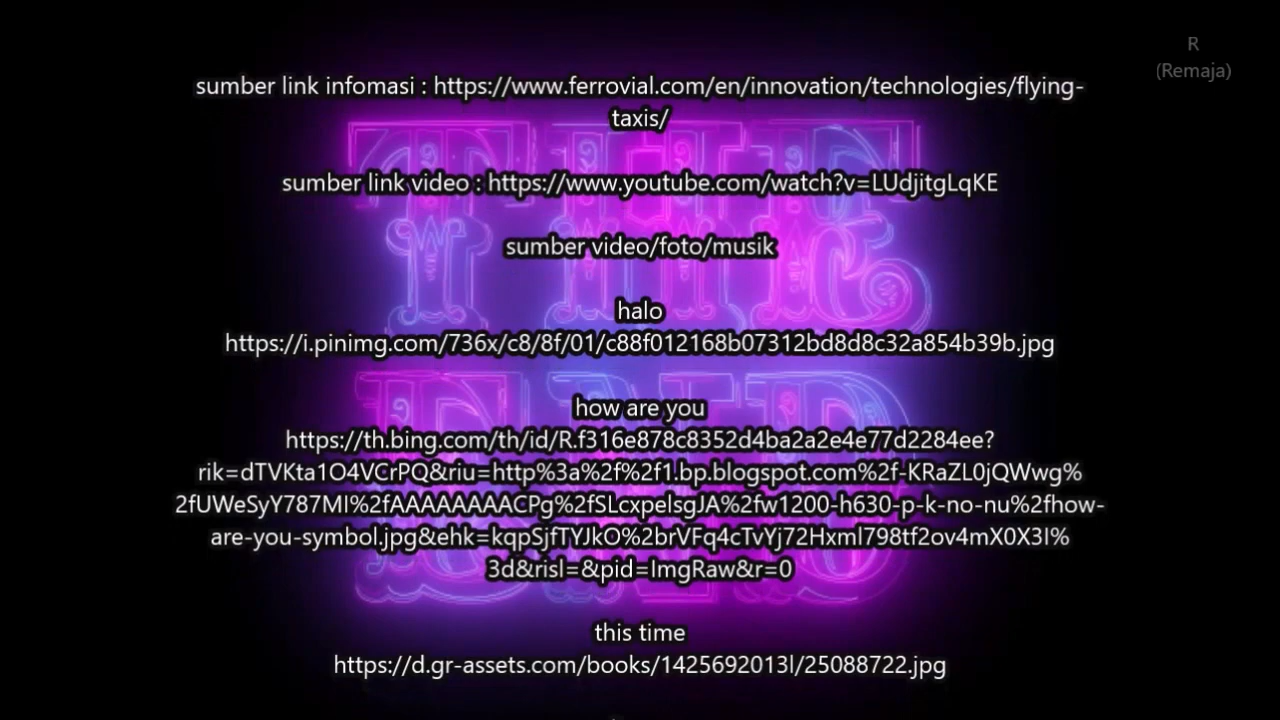 R
(Remaja)
sumber link infomasi : https://www.ferrovial.com/en/innovation/technologies/flying-
taxis/
sumber link video : https://www.youtube.com/watch?v=LUdjitgLqKE
sumber video/foto/musik
halo
https://i.pinimg.com/736x/c8/8f/01/c88f012168b07312bd8d8c32a854b39b.jpg
how are you
https://th.bing.com/th/id/R.f316e878c8352d4ba2a2e4e77d2284ee?
rik=dTVKta1O4VCrPQ&riu=http%3a%2f%2f1.bp.blogspot.com%2f-KRaZL0jQWwg%
2fUWeSyY787MI%2fAAAAAAAACPg%2fSLcxpelsgJA%2fw1200-h630-p-k-no-nu%2fhow-
are-you-symbol.jpg&ehk=kqpSjfTYJkO%2brVFq4cTvYj72Hxml798tf2ov4mX0X3I%
3d&risl=&pid=ImgRaw&r=0
this time
https://d.gr-assets.com/books/1425692013l/25088722.jpg
THE
END